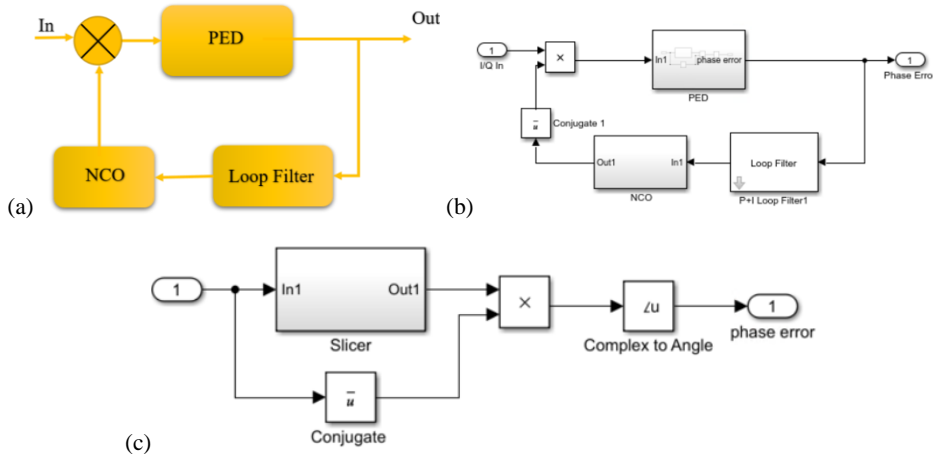 In
Out
PED
NCO
Loop Filter
(a)
1
I/Q In
×
In1
phase error
PED
1
Phase Erro
u
Conjugate 1
Out1
In1
NCO
Loop Filter
P+I Loop Filter1
(b)
1
In1
Out1
Slicer
×
∠u
Complex to Angle
1
phase error
u
Conjugate
(c)